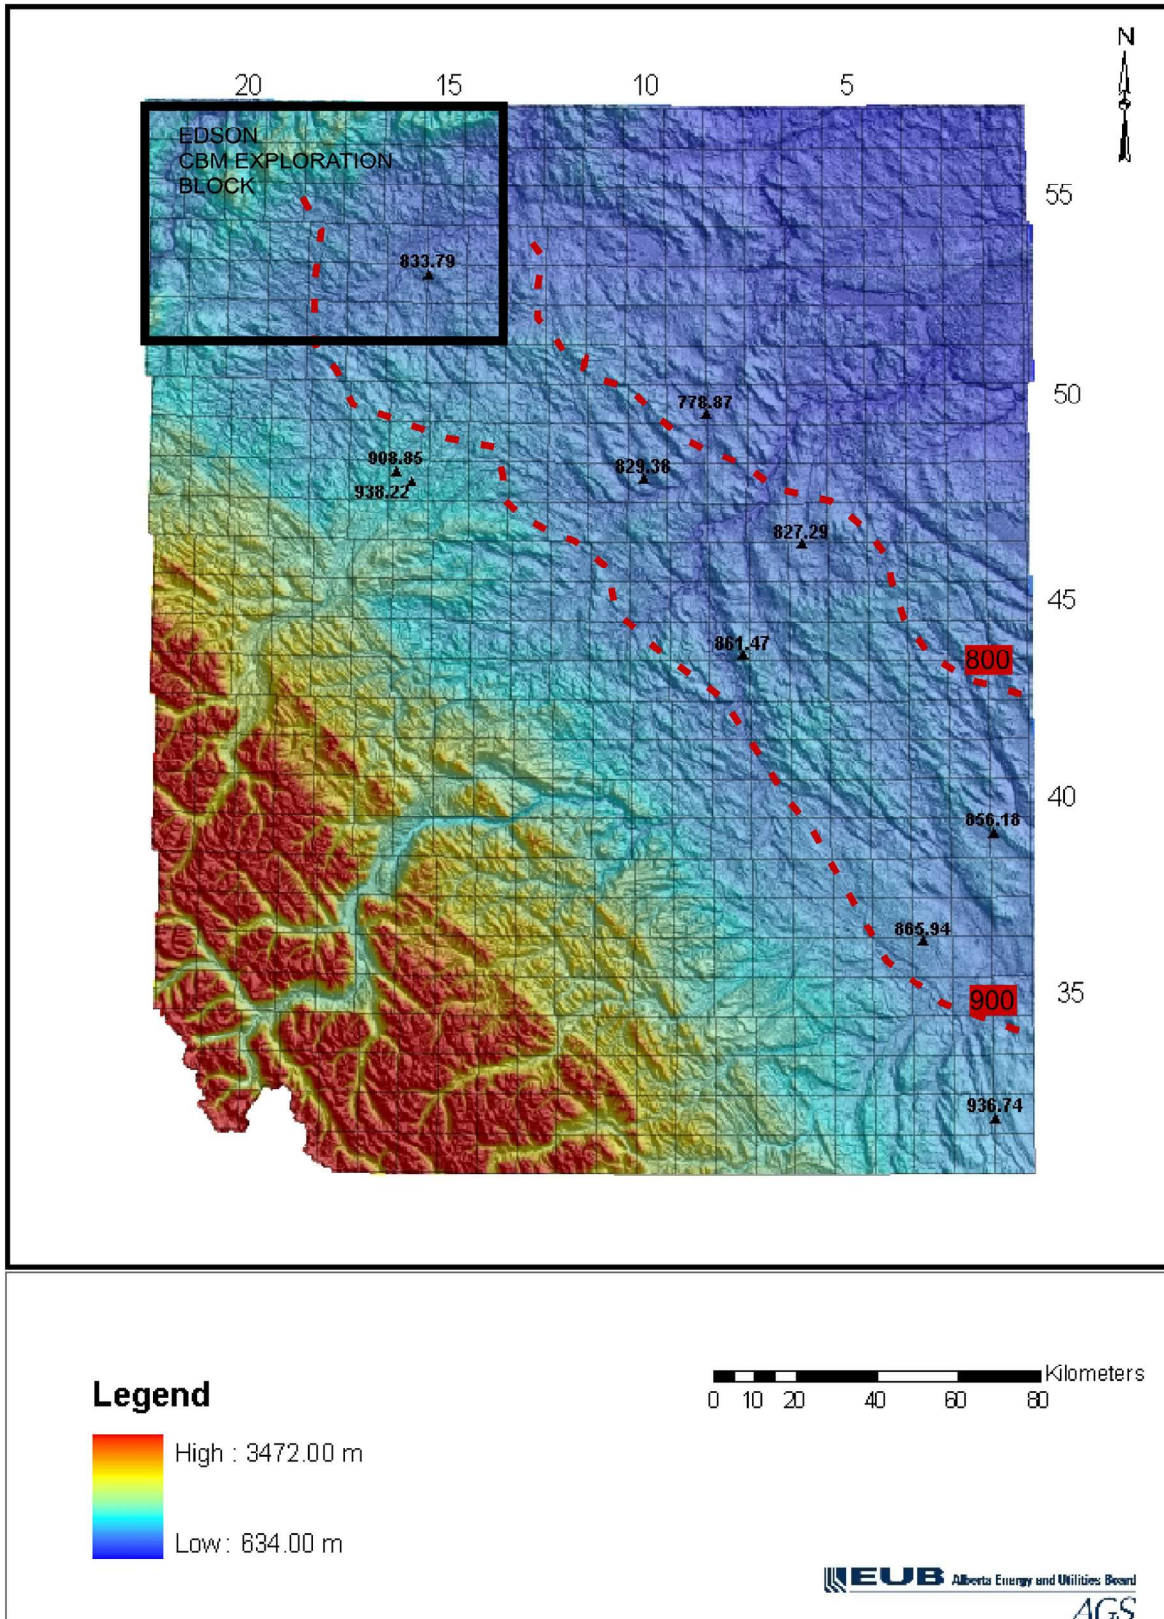 N
20 15 10 5
EDSON
CBM EXPLORATION
BLOCK
55
833.79
50
778.87
908.85
829.38
938.22
827.29
45
861.47
800
40
856.18
865.94
35
900
936.74
Kilometers
0 10 20 40 60 80
Legend
High : 3472.00 m
Low : 634.00 m
EUB Alberta Energy and Utilities Board
AGS